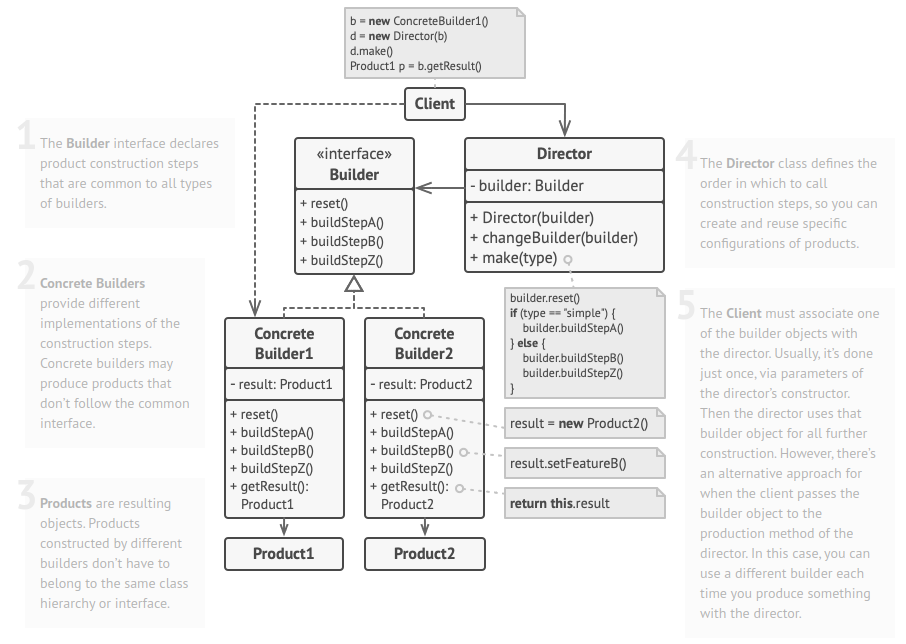 b = new ConcreteBuilder1()
d = new Director(b)
d.make()
Product1 p = b.getResult()
Client
1
The Builder interface declares
product construction steps
that are common to all types
of builders.
«interface»
Builder
+ reset()
+ buildStepA()
+ buildStepB()
+ buildStepZ()
Director
- builder: Builder
+ Director(builder)
+ changeBuilder(builder)
+ make(type)
4
The Director class defines the
order in which to call
construction steps, so you can
create and reuse specific
configurations of products.
2
Concrete Builders
provide different
implementations of the
construction steps.
Concrete builders may
produce products that
don't follow the common
interface.
Concrete
Builder1
- result: Product1
+ reset()
+ buildStepA()
+ buildStepB()
+ buildStepZ()
+ getResult():
Product1
Concrete
Builder2
- result: Product2
+ reset()
+ buildStepA()
+ buildStepB()
+ buildStepZ()
+ getResult():
Product2
builder.reset()
if (type == "simple") {
builder.buildStepA()
} else {
builder.buildStepB()
builder.buildStepZ()
}
result = new Product2()
result.setFeatureB()
return this.result
5
The Client must associate one
of the builder objects with
the director. Usually, it's done
just once, via parameters of
the director's constructor.
Then the director uses that
builder object for all further
construction. However, there's
an alternative approach for
when the client passes the
builder object to the
production method of the
director. In this case, you can
use a different builder each
time you produce something
with the director.
3
Products are resulting
objects. Products
constructed by different
builders don't have to
belong to the same class
hierarchy or interface.
Product1
Product2